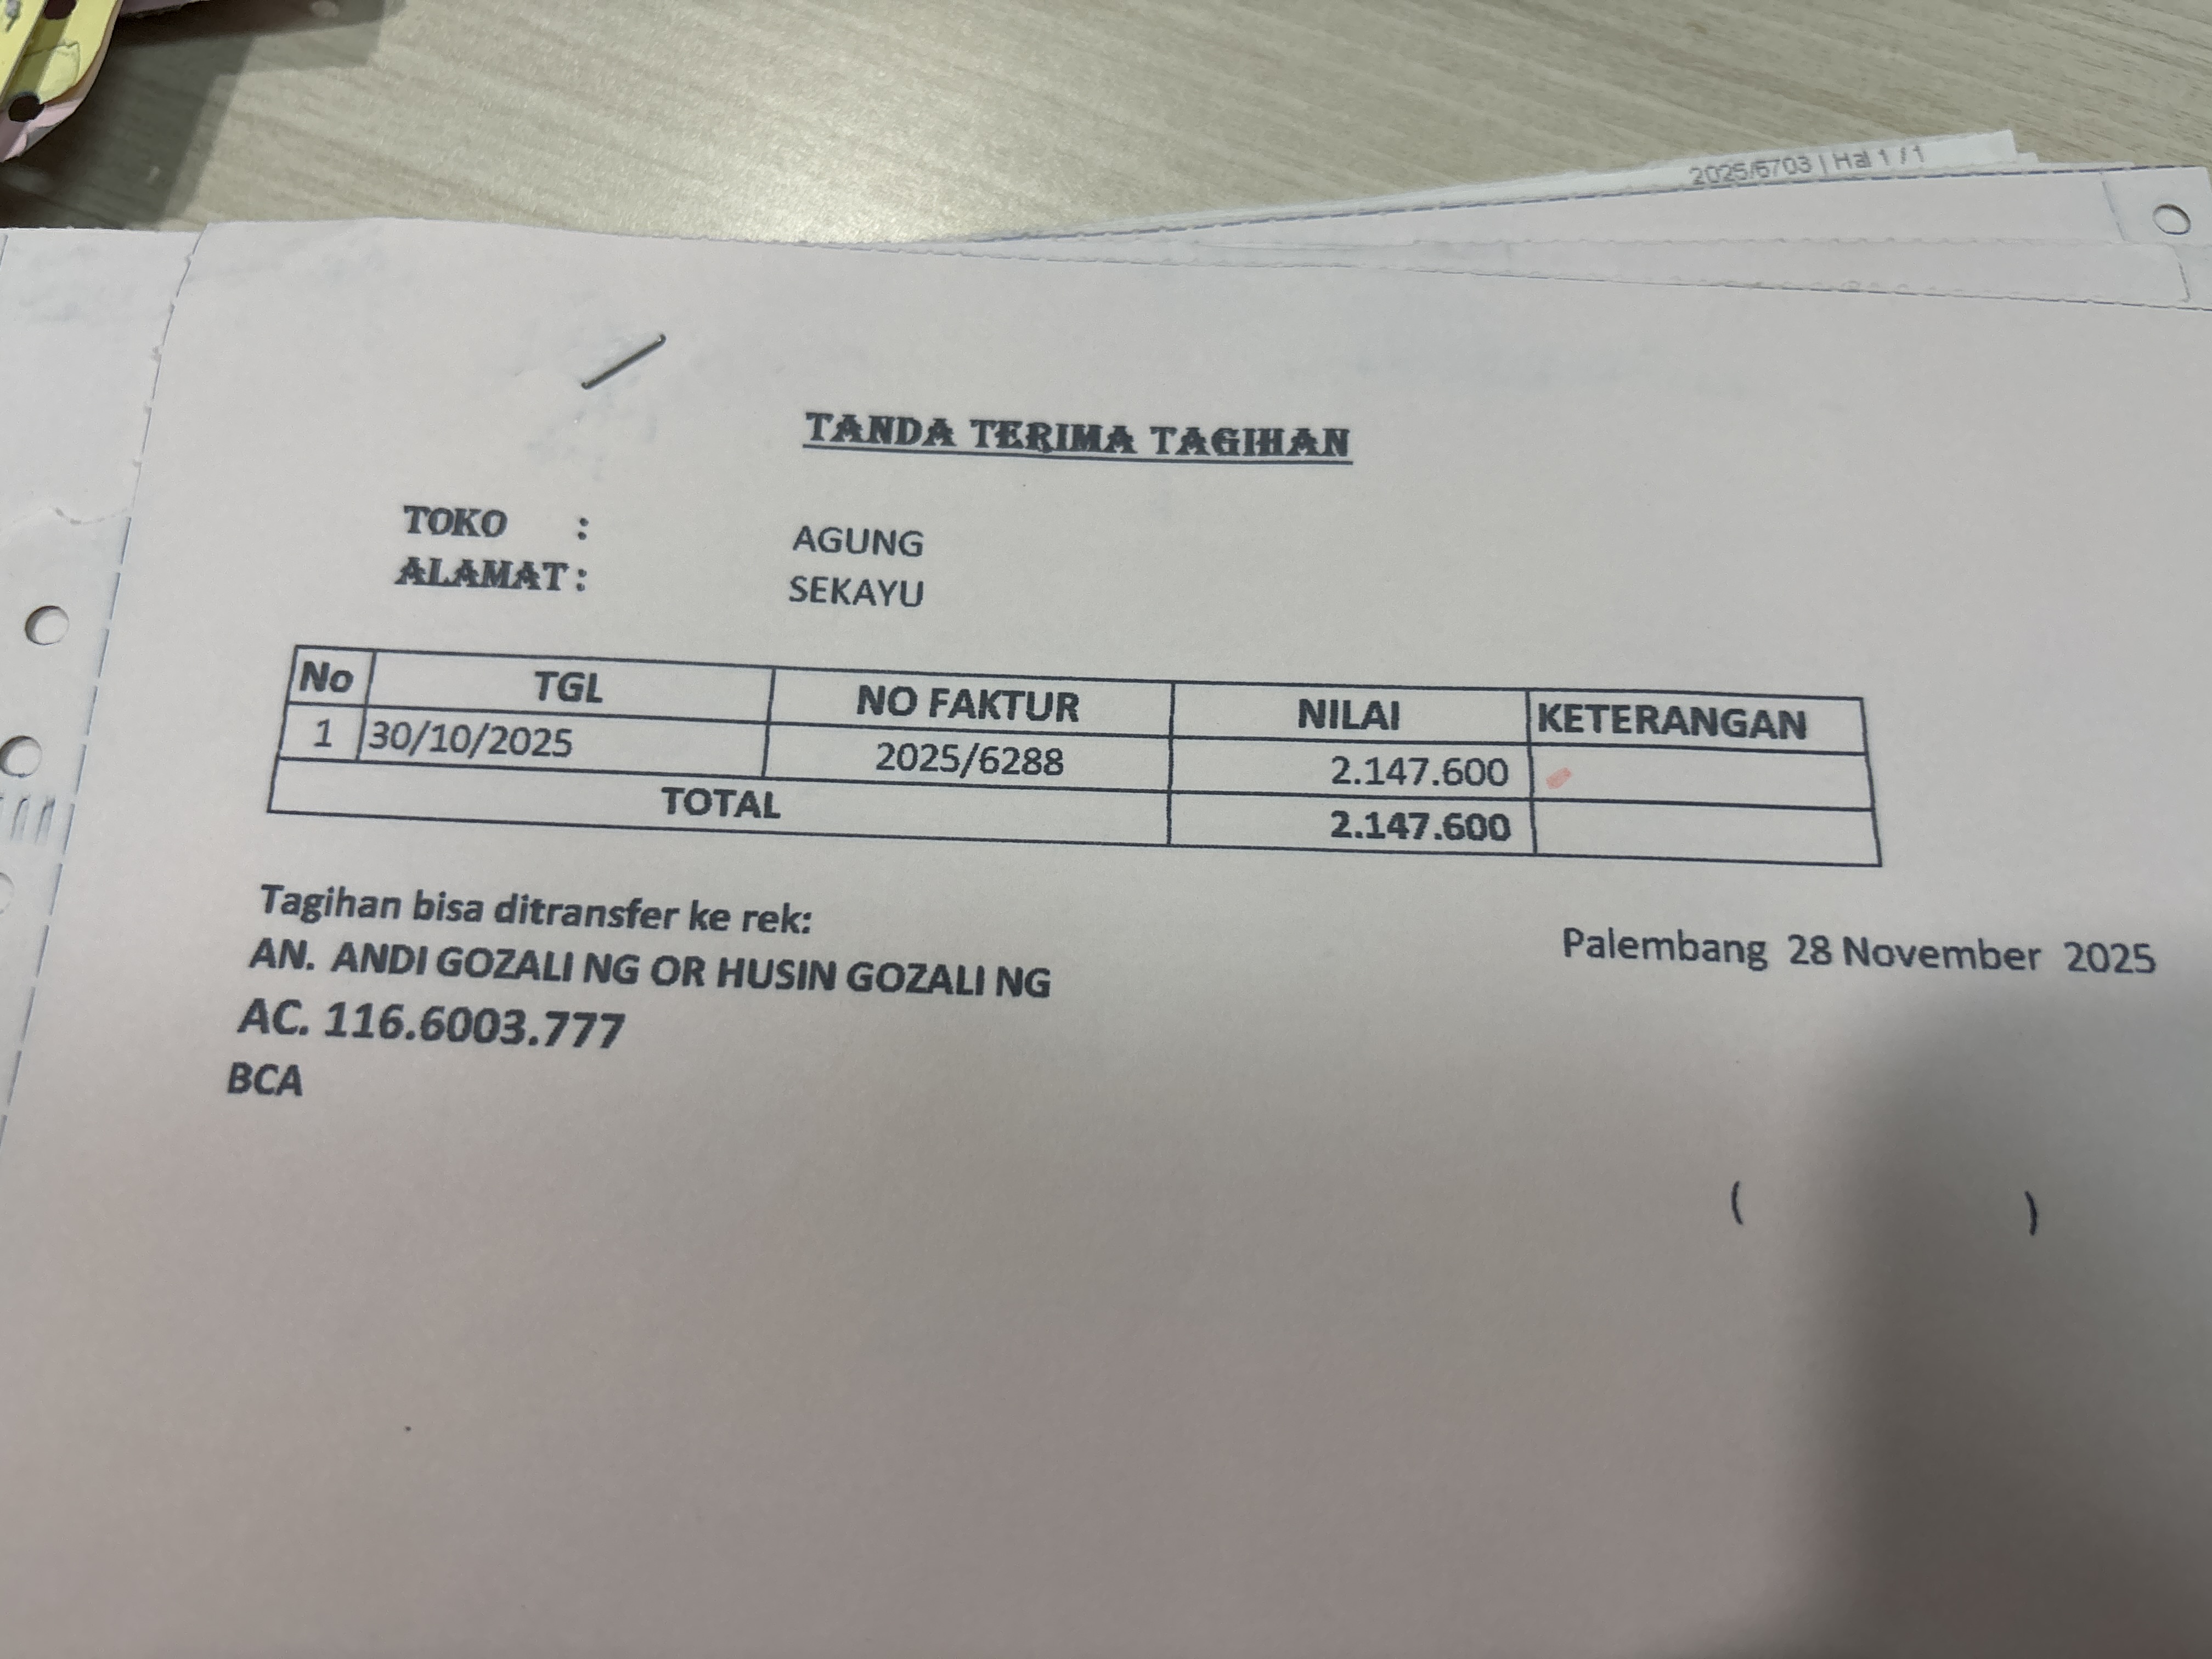 2025/6703 | Hal 1 / 1
TANDA TERIMA TAGIHAN
TOKO : AGUNG
ALAMAT : SEKAYU
No TGL NO FAKTUR NILAI KETERANGAN
1 30/10/2025 2025/6288 2.147.600
TOTAL 2.147.600
Tagihan bisa ditransfer ke rek:
AN. ANDI GOZALI NG OR HUSIN GOZALI NG
AC. 116.6003.777
BCA
Palembang 28 November 2025
( )